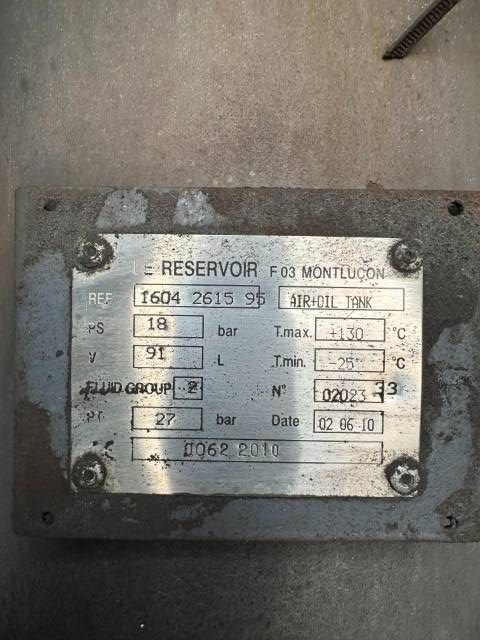 LE RESERVOIR F 03 MONTLUÇON
REF 1604 2615 95 AIR+OIL TANK
PS 18 bar T.max. +130 °C
V 91 L T.min. -25° °C
FLUID GROUP 2 N° 02023 33
PT 27 bar Date 02 06 10
0062 2010